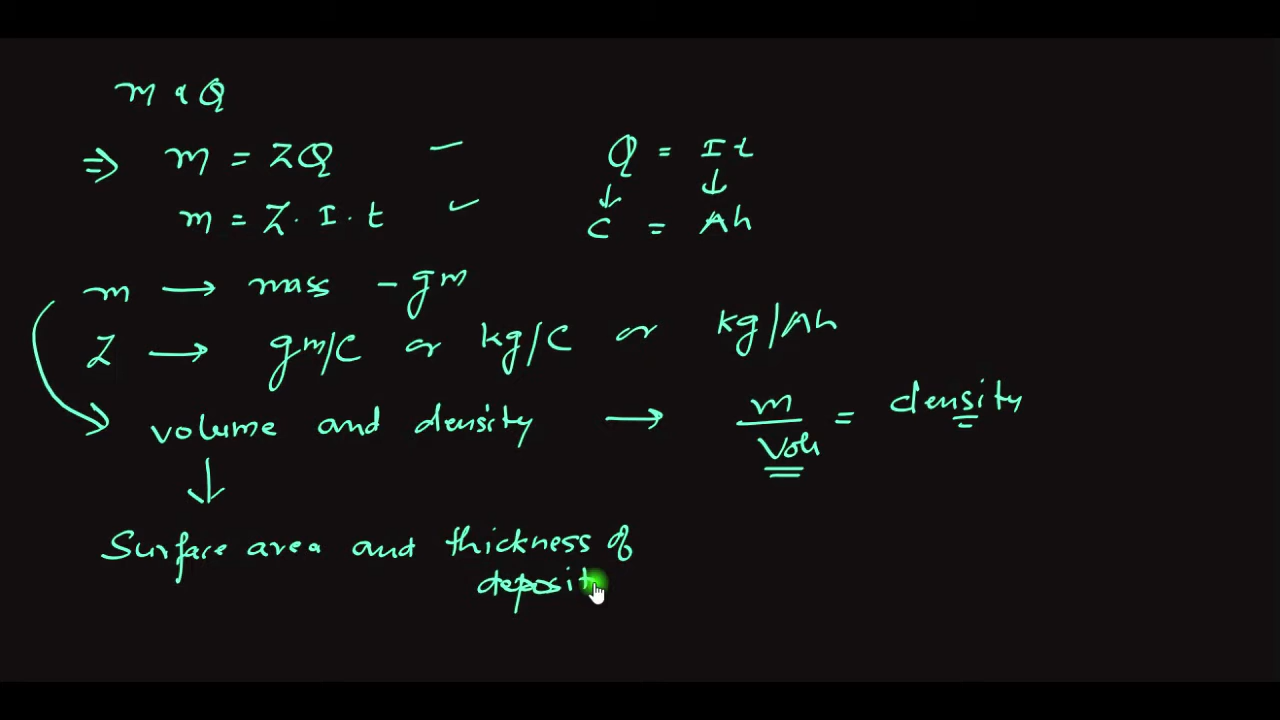 m α Q
⇒ m = ZQ – Q = It
↓ ↓
m = Z. I. t ✓ C = Ah
m → mass - gm
Z → gm/C or kg/C or kg/Ah
volume and density → m/Vol = density
↓
Surface area and thickness of
deposit